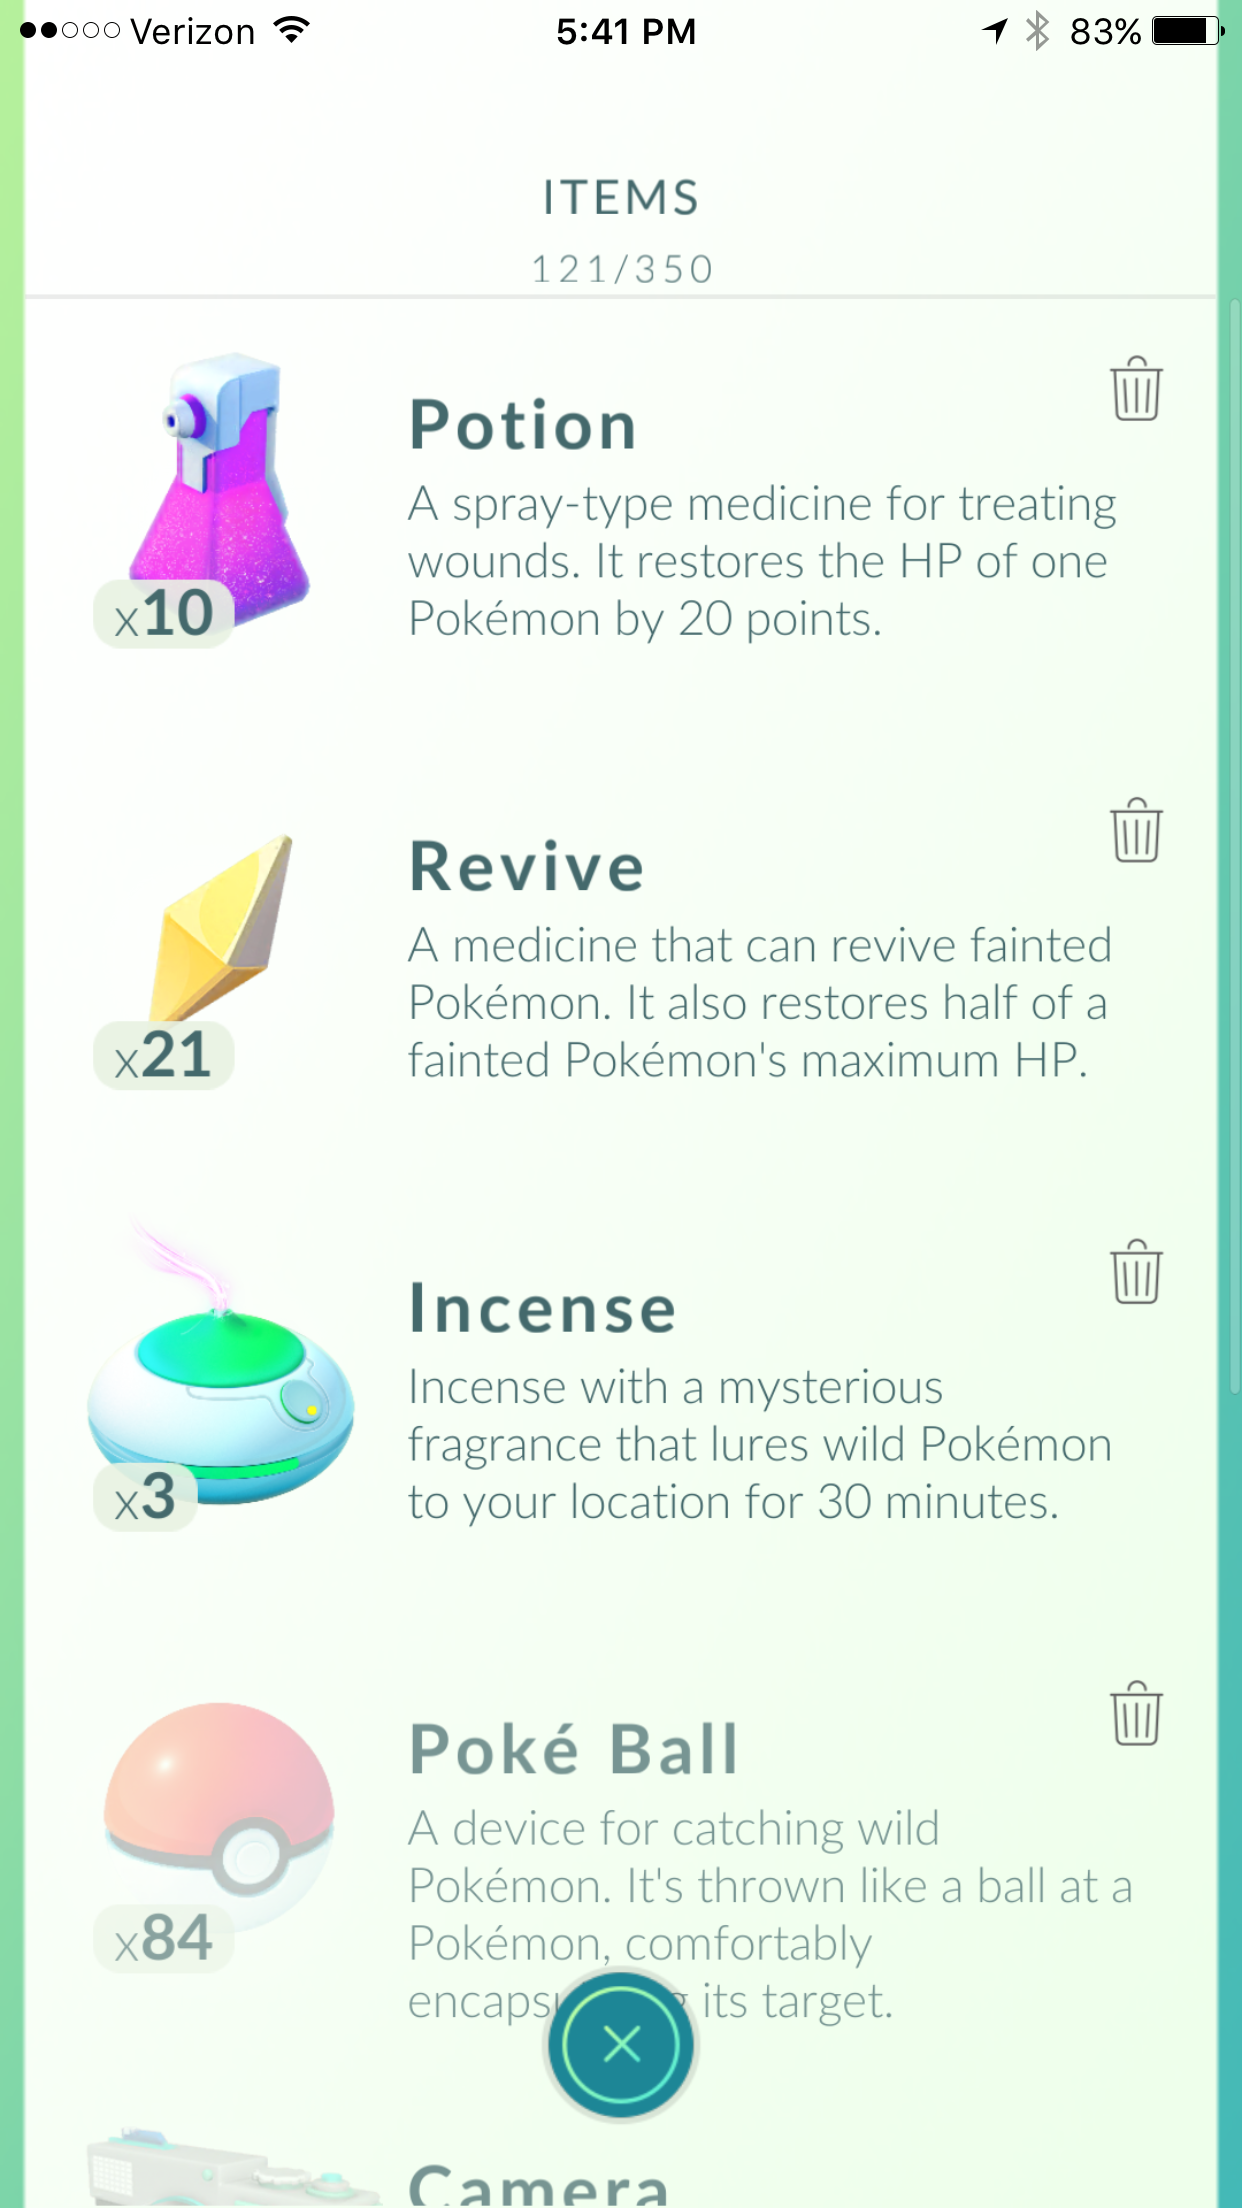 Verizon 5:41 PM 83%
ITEMS
121/350
Potion
A spray-type medicine for treating
wounds. It restores the HP of one
Pokémon by 20 points.
x10
Revive
A medicine that can revive fainted
Pokémon. It also restores half of a
fainted Pokémon's maximum HP.
x21
Incense
Incense with a mysterious
fragrance that lures wild Pokémon
to your location for 30 minutes.
x3
Poké Ball
A device for catching wild
Pokémon. It's thrown like a ball at a
Pokémon, comfortably
its target.
x84
Camera